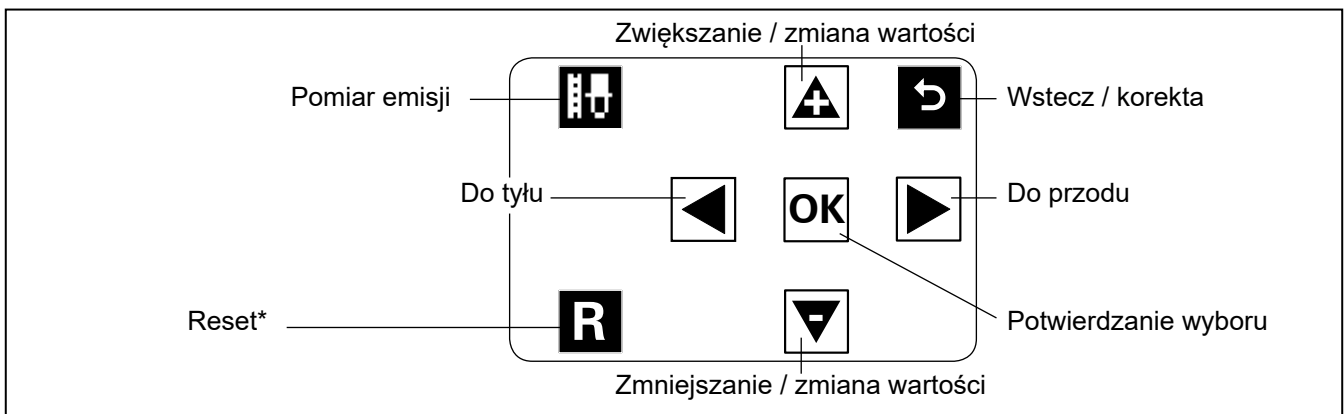 Zwiększanie / zmiana wartości
Pomiar emisji
+
Wstecz / korekta
Do tyłu
OK
Do przodu
Reset*
R
-
Potwierdzanie wyboru
Zmniejszanie / zmiana wartości